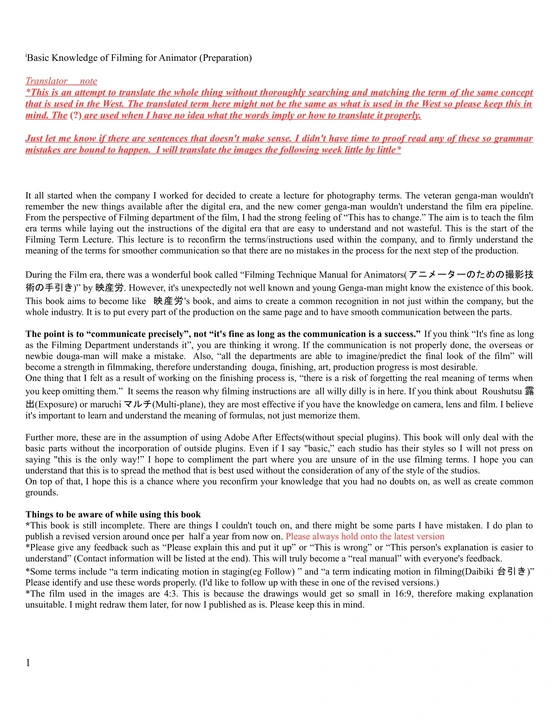 Basic Knowledge of Filming for Animator (Preparation)
Translator note
*This is an attempt to translate the whole thing without thoroughly searching and matching the term of the same concept
that is used in the West. The translated term here might not be the same as what is used in the West so please keep this in
mind. The (?) are used when I have no idea what the words imply or how to translate it properly.
Just let me know if there are sentences that doesn't make sense. I didn't have time to proof read any of these so grammar
mistakes are bound to happen. I will translate the images the following week little by little*
It all started when the company I worked for decided to create a lecture for photography terms. The veteran genga-man wouldn't
remember the new things available after the digital era, and the new comer genga-man wouldn't understand the film era pipeline.
From the perspective of Filming department of the film, I had the strong feeling of “This has to change.” The aim is to teach the film
era terms while laying out the instructions of the digital era that are easy to understand and not wasteful. This is the start of the
Filming Term Lecture. This lecture is to reconfirm the terms/instructions used within the company, and to firmly understand the
meaning of the terms for smoother communication so that there are no mistakes in the process for the next step of the production.
During the Film era, there was a wonderful book called “Filming Technique Manual for Animators(アニメーターのための撮影技
術の手引き)” by 映産労. However, it's unexpectedly not well known and young Genga-man might know the existence of this book.
This book aims to become like 映産労's book, and aims to create a common recognition in not just within the company, but the
whole industry. It is to put every part of the production on the same page and to have smooth communication between the parts.
The point is to “communicate precisely”, not “it's fine as long as the communication is a success.” If you think “It's fine as long
as the Filming Department understands it”, you are thinking it wrong. If the communication is not properly done, the overseas or
newbie douga-man will make a mistake. Also, “all the departments are able to imagine/predict the final look of the film” will
become a strength in filmmaking, therefore understanding douga, finishing, art, production progress is most desirable.
One thing that I felt as a result of working on the finishing process is, “there is a risk of forgetting the real meaning of terms when
you keep omitting them.” It seems the reason why filming instructions are all willy dilly is in here. If you think about Roushutsu 露
出(Exposure) or maruchi マルチ(Multi-plane), they are most effective if you have the knowledge on camera, lens and film. I believe
it's important to learn and understand the meaning of formulas, not just memorize them.
Further more, these are in the assumption of using Adobe After Effects(without special plugins). This book will only deal with the
basic parts without the incorporation of outside plugins. Even if I say "basic,” each studio has their styles so I will not press on
saying "this is the only way!” I hope to compliment the part where you are unsure of in the use filming terms. I hope you can
understand that this is to spread the method that is best used without the consideration of any of the style of the studios.
On top of that, I hope this is a chance where you reconfirm your knowledge that you had no doubts on, as well as create common
grounds.
Things to be aware of while using this book
*This book is still incomplete. There are things I couldn't touch on, and there might be some parts I have mistaken. I do plan to
publish a revised version around once per half a year from now on. Please always hold onto the latest version
*Please give any feedback such as “Please explain this and put it up” or “This is wrong” or “This person's explanation is easier to
understand” (Contact information will be listed at the end). This will truly become a “real manual” with everyone's feedback.
*Some terms include “a term indicating motion in staging(eg Follow) ” and “a term indicating motion in filming(Daibiki 台引き)”
Please identify and use these words properly. (I'd like to follow up with these in one of the revised versions.)
*The film used in the images are 4:3. This is because the drawings would get so small in 16:9, therefore making explanation
unsuitable. I might redraw them later, for now I published as is. Please keep this in mind.
1